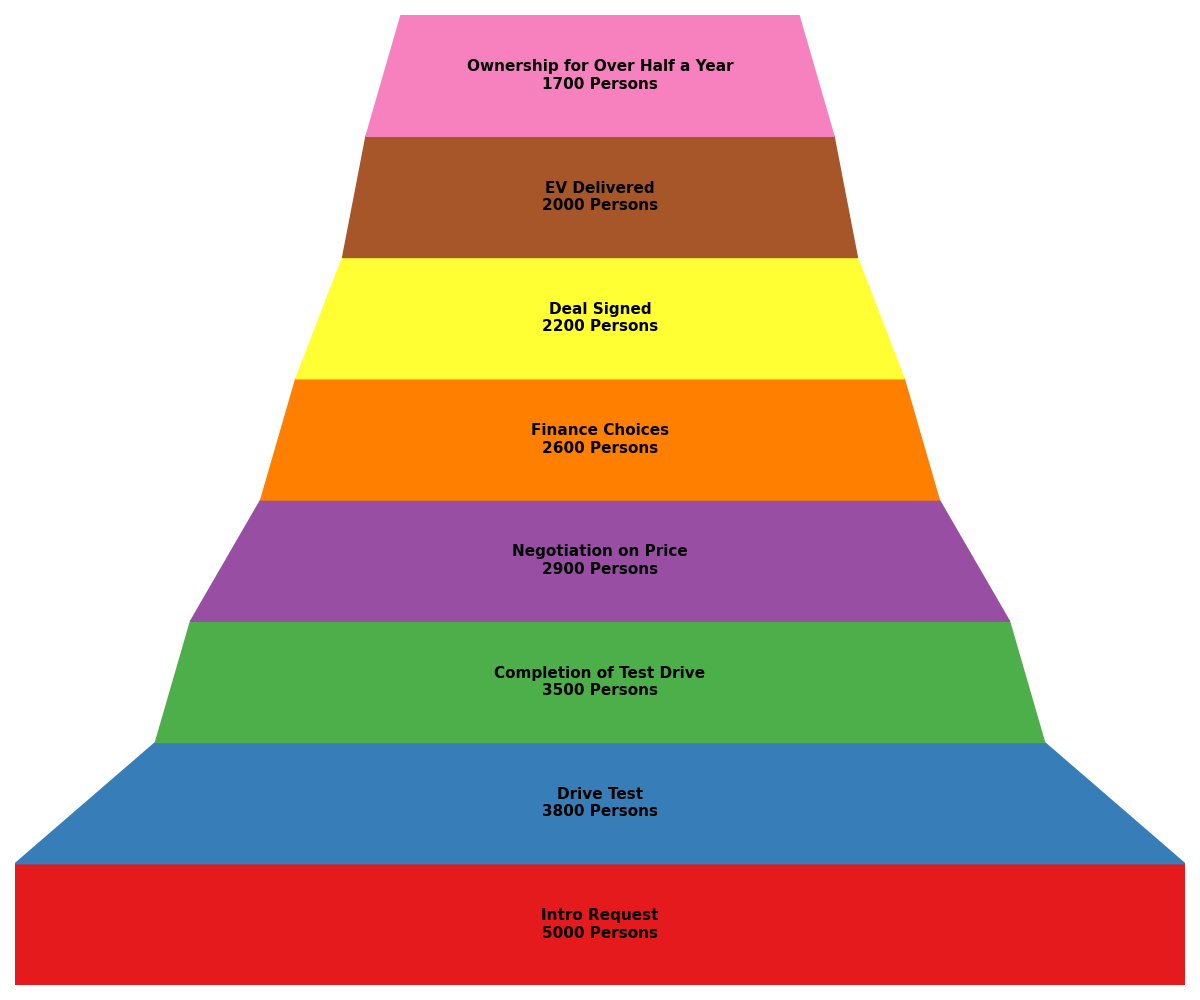 Ownership for Over Half a Year
1700 Persons
EV Delivered
2000 Persons
Deal Signed
2200 Persons
Finance Choices
2600 Persons
Negotiation on Price
2900 Persons
Completion of Test Drive
3500 Persons
Drive Test
3800 Persons
Intro Request
5000 Persons